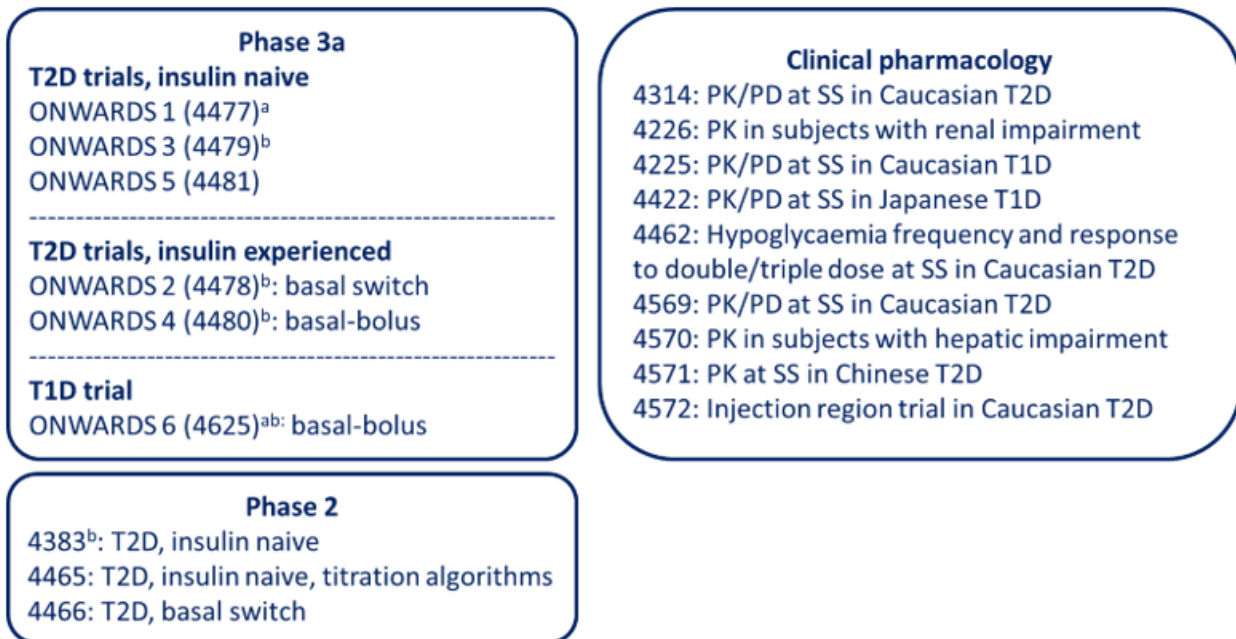 Phase 3a
T2D trials, insulin naive
ONWARDS 1 (4477)ᵃ
ONWARDS 3 (4479)ᵇ
ONWARDS 5 (4481)
--------------------------------------------------------
T2D trials, insulin experienced
ONWARDS 2 (4478)ᵇ: basal switch
ONWARDS 4 (4480)ᵇ: basal-bolus
--------------------------------------------------------
T1D trial
ONWARDS 6 (4625)ᵃᵇ: basal-bolus
Phase 2
4383ᵇ: T2D, insulin naive
4465: T2D, insulin naive, titration algorithms
4466: T2D, basal switch
Clinical pharmacology
4314: PK/PD at SS in Caucasian T2D
4226: PK in subjects with renal impairment
4225: PK/PD at SS in Caucasian T1D
4422: PK/PD at SS in Japanese T1D
4462: Hypoglycaemia frequency and response
to double/triple dose at SS in Caucasian T2D
4569: PK/PD at SS in Caucasian T2D
4570: PK in subjects with hepatic impairment
4571: PK at SS in Chinese T2D
4572: Injection region trial in Caucasian T2D